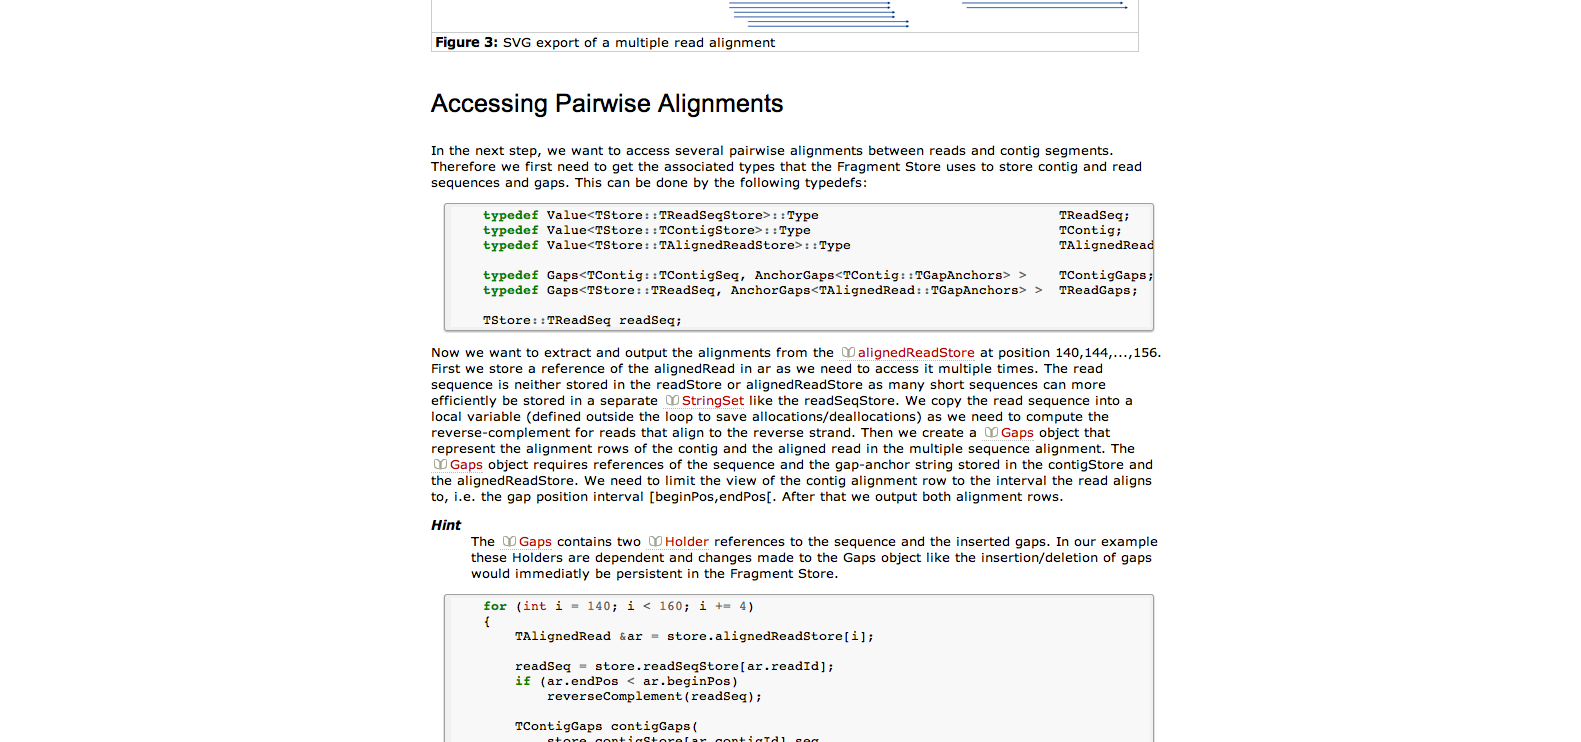 Figure 3: SVG export of a multiple read alignment
Accessing Pairwise Alignments
In the next step, we want to access several pairwise alignments between reads and contig segments.
Therefore we first need to get the associated types that the Fragment Store uses to store contig and read
sequences and gaps. This can be done by the following typedefs:
typedef Value<TStore::TReadSeqStore>::Type TReadSeq;
typedef Value<TStore::TContigStore>::Type TContig;
typedef Value<TStore::TAlignedReadStore>::Type TAlignedRead
typedef Gaps<TContig::TContigSeq, AnchorGaps<TContig::TGapAnchors> > TContigGaps;
typedef Gaps<TStore::TReadSeq, AnchorGaps<TAlignedRead::TGapAnchors> > TReadGaps;
TStore::TReadSeq readSeq;
Now we want to extract and output the alignments from the alignedReadStore at position 140,144,...,156.
First we store a reference of the alignedRead in ar as we need to access it multiple times. The read
sequence is neither stored in the readStore or alignedReadStore as many short sequences can more
efficiently be stored in a separate StringSet like the readSeqStore. We copy the read sequence into a
local variable (defined outside the loop to save allocations/deallocations) as we need to compute the
reverse-complement for reads that align to the reverse strand. Then we create a Gaps object that
represent the alignment rows of the contig and the aligned read in the multiple sequence alignment. The
Gaps object requires references of the sequence and the gap-anchor string stored in the contigStore and
the alignedReadStore. We need to limit the view of the contig alignment row to the interval the read aligns
to, i.e. the gap position interval [beginPos,endPos[. After that we output both alignment rows.
Hint
The Gaps contains two Holder references to the sequence and the inserted gaps. In our example
these Holders are dependent and changes made to the Gaps object like the insertion/deletion of gaps
would immediatly be persistent in the Fragment Store.
for (int i = 140; i < 160; i += 4)
{
TAlignedRead &ar = store.alignedReadStore[i];
readSeq = store.readSeqStore[ar.readId];
if (ar.endPos < ar.beginPos)
reverseComplement(readSeq);
TContigGaps contigGaps(
store.contigStore[ar.contigId].seq